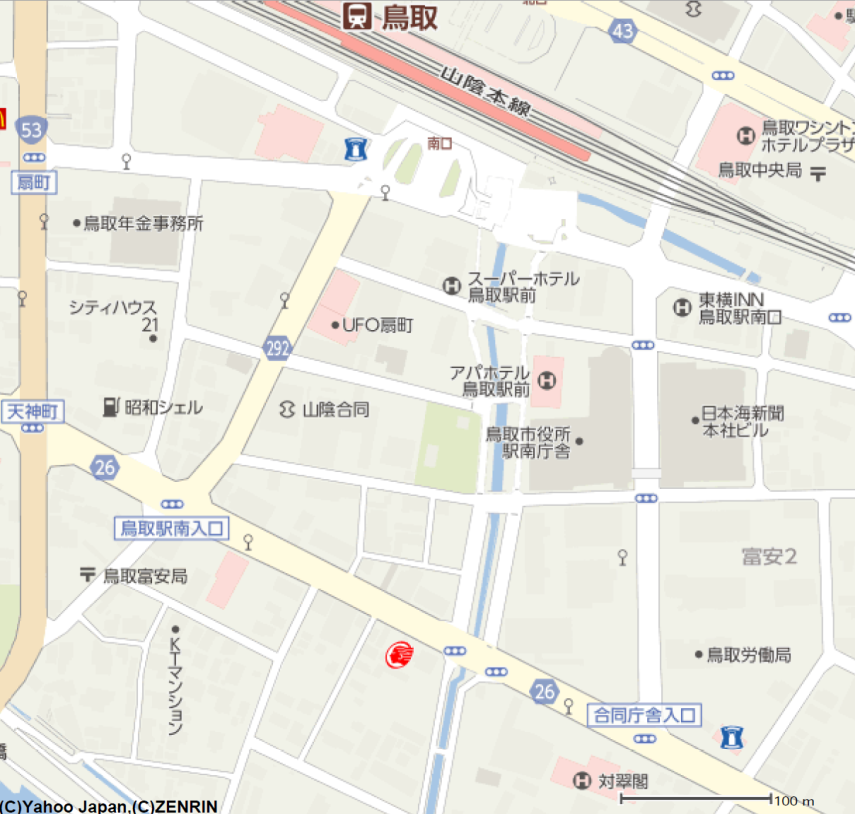 鳥取
北口
43
山陰本線
53
南口
鳥取ワシント
ホテルプラザ
鳥取中央局
扇町
鳥取年金事務所
スーパーホテル
鳥取駅前
シティハウス
21
東横INN
鳥取駅南口
UFO扇町
292
アパホテル
鳥取駅前
天神町
昭和シェル
山陰合同
鳥取市役所
駅南庁舎
日本海新聞
本社ビル
26
鳥取駅南入口
富安2
鳥取富安局
KTマンション
鳥取労働局
26
合同庁舎入口
対翠閣
100 m
(C)Yahoo Japan,(C)ZENRIN